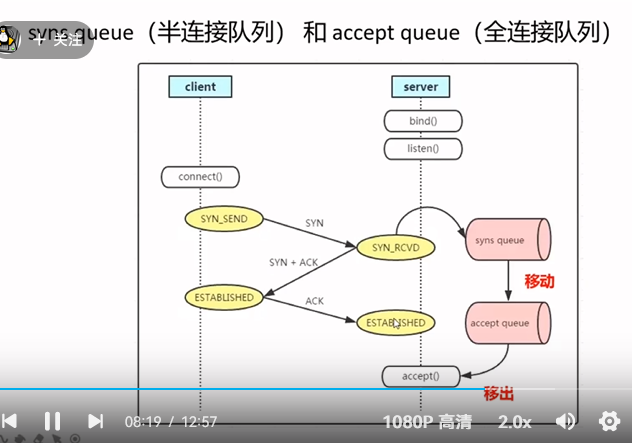 syns queue（半连接队列） 和 accept queue（全连接队列）
+ 关注
client
server
bind()
listen()
connect()
SYN_SEND
SYN
SYN_RCVD
syns queue
SYN + ACK
移动
ESTABLISHED
ACK
ESTABLISHED
accept queue
accept()
移出
08:19 / 12:57
1080P 高清
2.0x